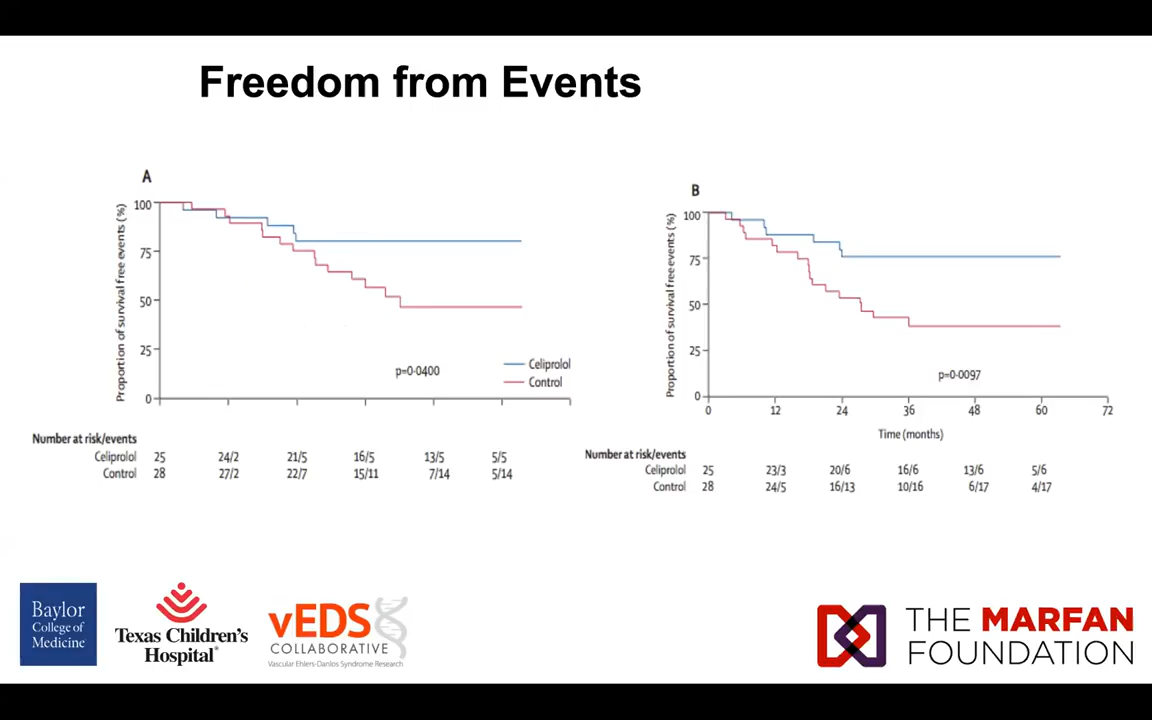 Freedom from Events
A
Proportion of survival free events (%)
100
75
50
25
0
p=0·0400
Celiprolol
Control
Number at risk/events
Celiprolol 25 24/2 21/5 16/5 13/5 5/5
Control 28 27/2 22/7 15/11 7/14 5/14
B
Proportion of survival free events (%)
100
75
50
25
0
p=0·0097
0 12 24 36 48 60 72
Time (months)
Number at risk/events
Celiprolol 25 23/3 20/6 16/6 13/6 5/6
Control 28 24/5 16/13 10/16 6/17 4/17
Baylor
College of
Medicine
Texas Children's
Hospital
vEDS
COLLABORATIVE
Vascular Ehlers-Danlos Syndrome Research
THE MARFAN
FOUNDATION